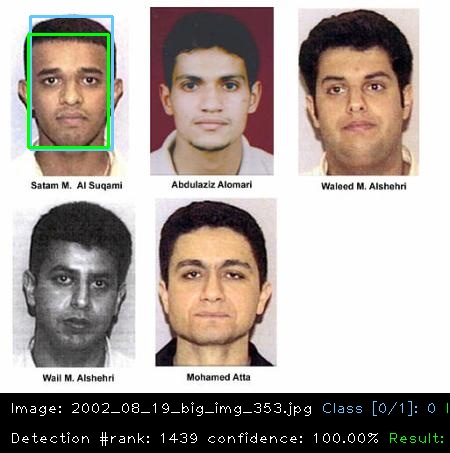 Satam M. Al Suqami
Abdulaziz Alomari
Waleed M. Alshehri
Wail M. Alshehri
Mohamed Atta
Image: 2002_08_19_big_img_353.jpg Class [0/1]: 0
Detection #rank: 1439 confidence: 100.00% Result: